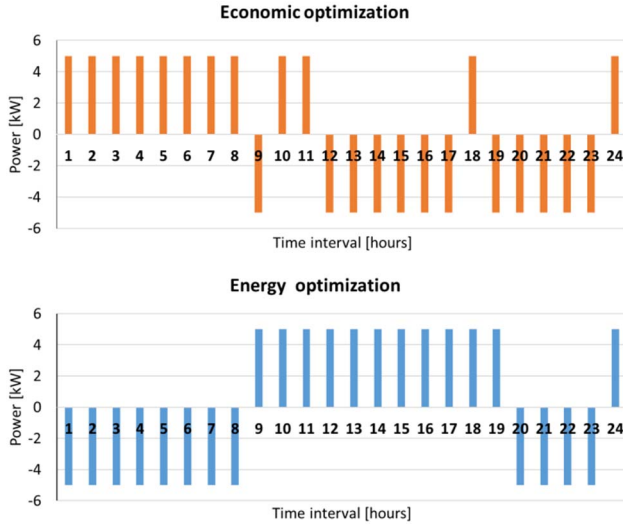 Economic optimization
6
4
2
0
-2
-4
-6
Power [kW]
1 2 3 4 5 6 7 8 9 10 11 12 13 14 15 16 17 18 19 20 21 22 23 24
Time interval [hours]
Energy optimization
6
4
2
0
-2
-4
-6
Power [kW]
1 2 3 4 5 6 7 8 9 10 11 12 13 14 15 16 17 18 19 20 21 22 23 24
Time interval [hours]